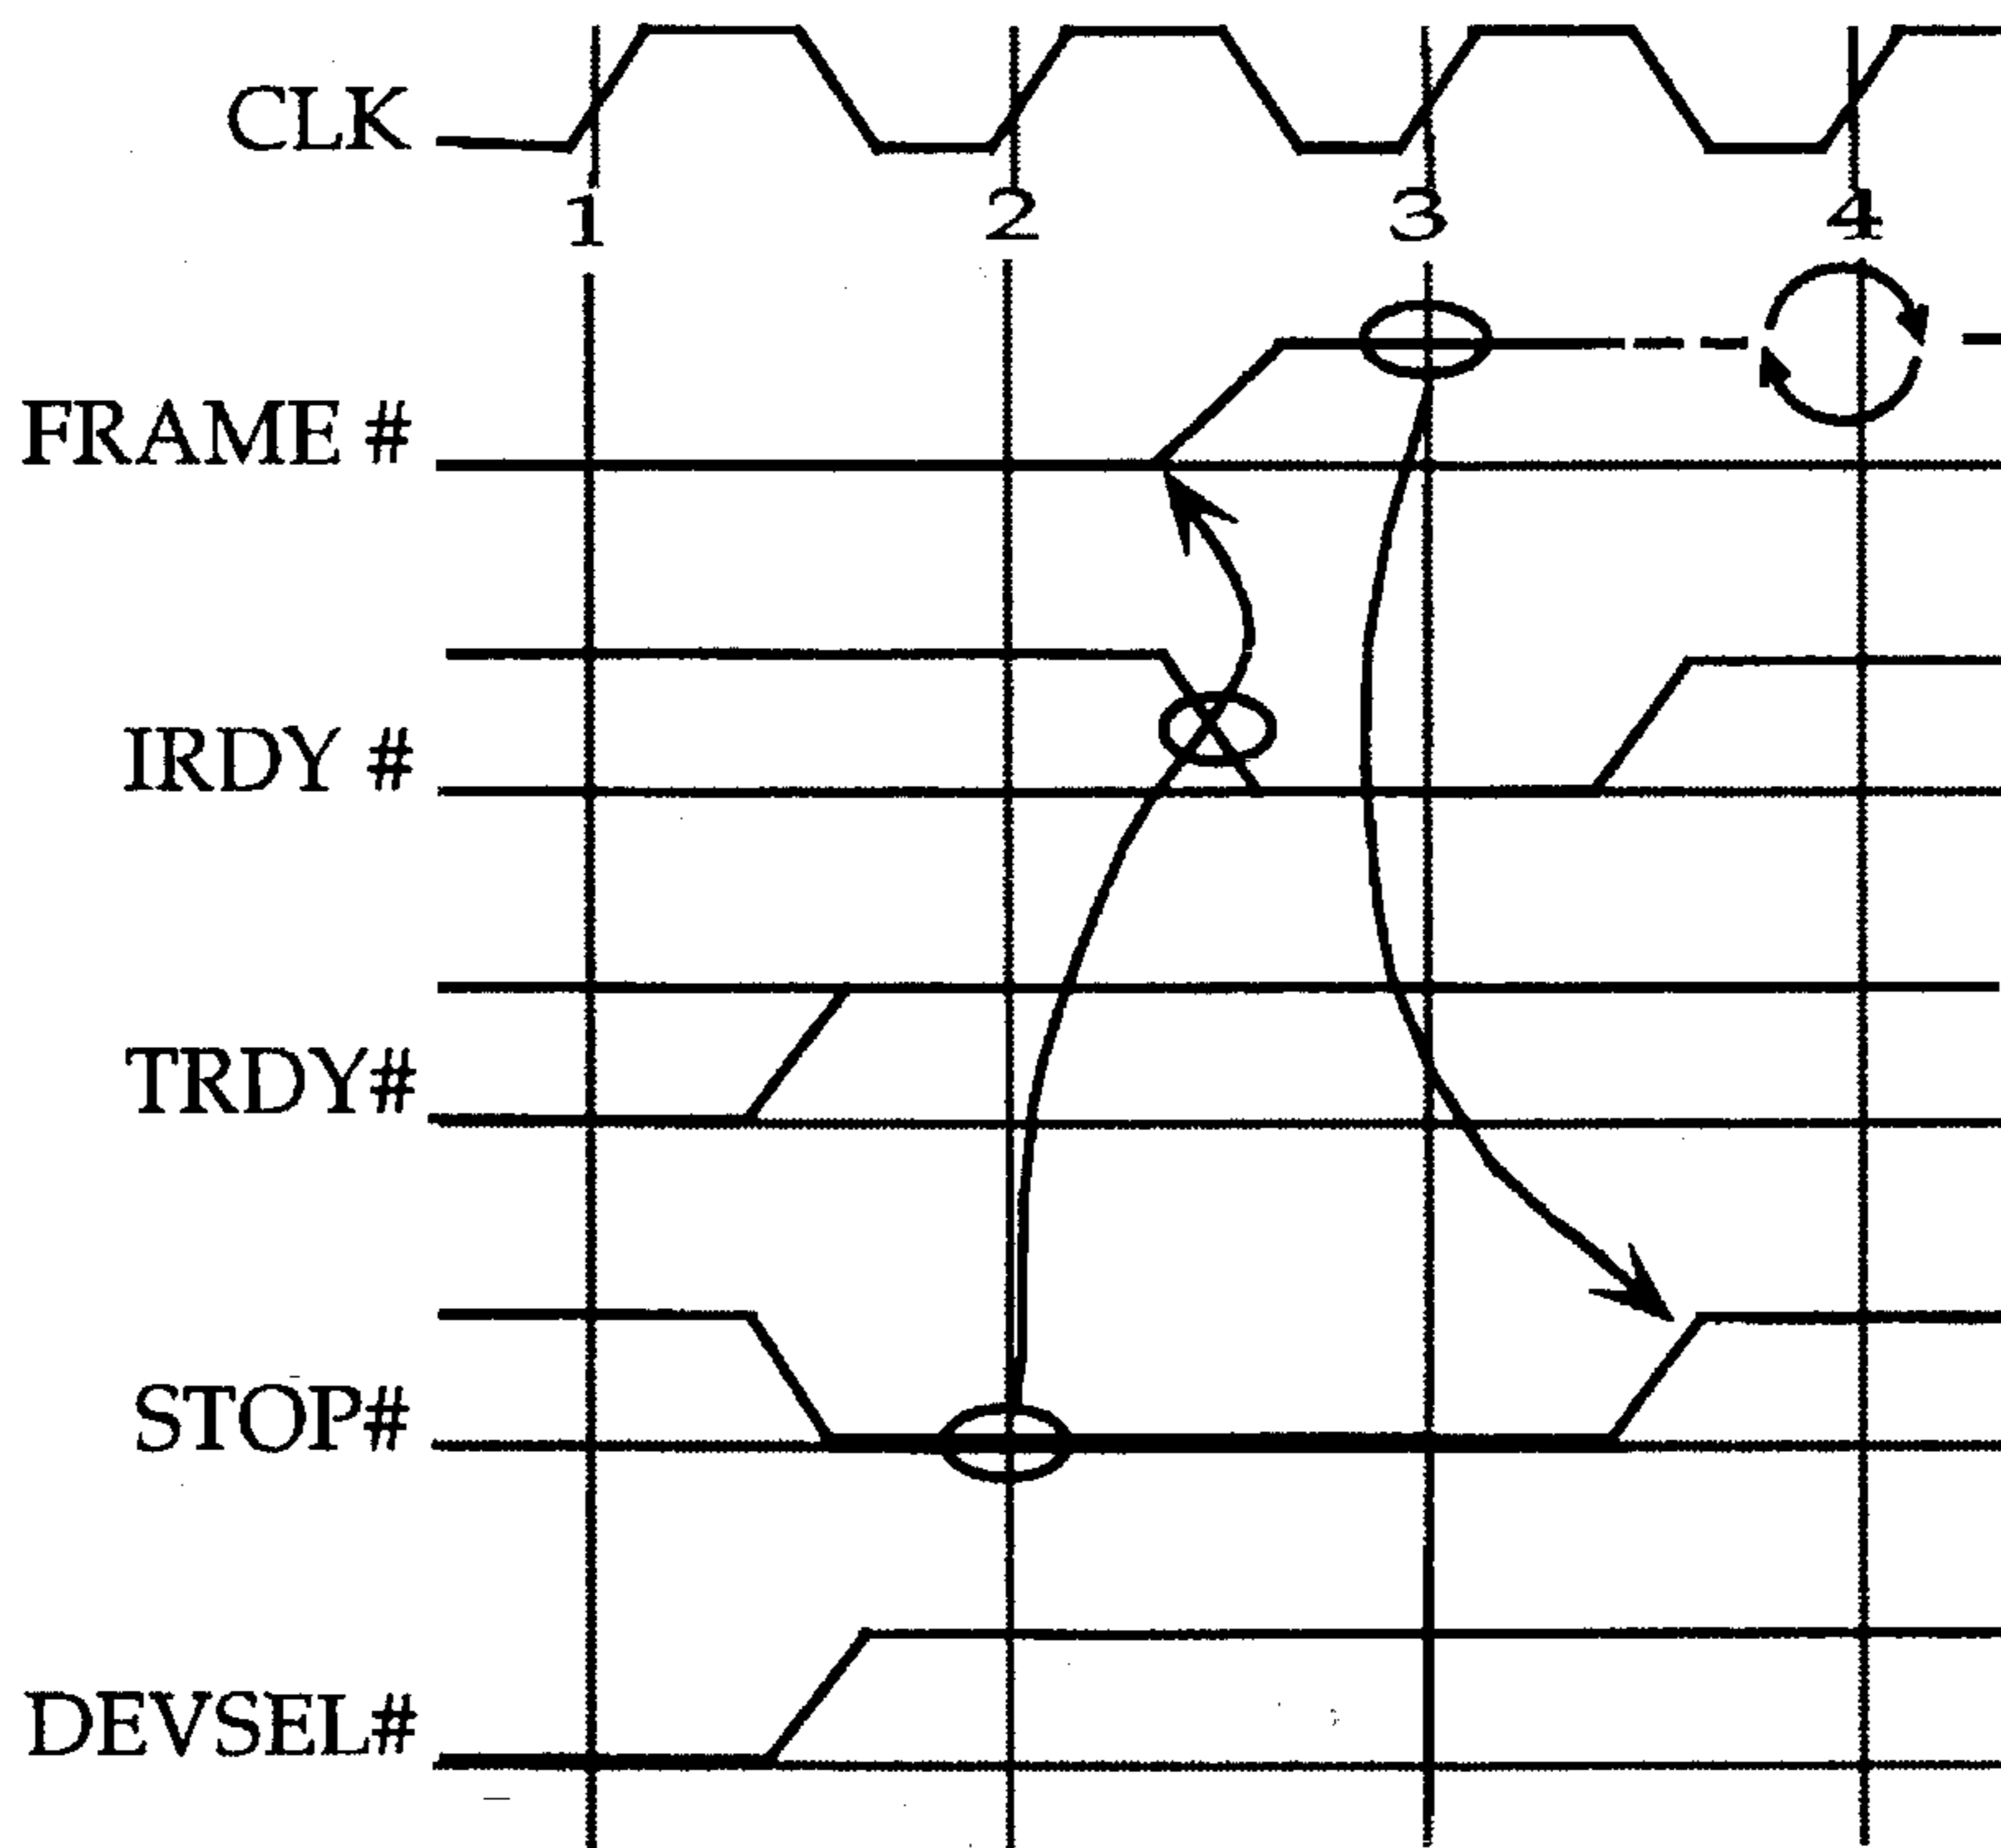 CLK
1 2 3 4
FRAME #
IRDY #
TRDY#
STOP#
DEVSEL#